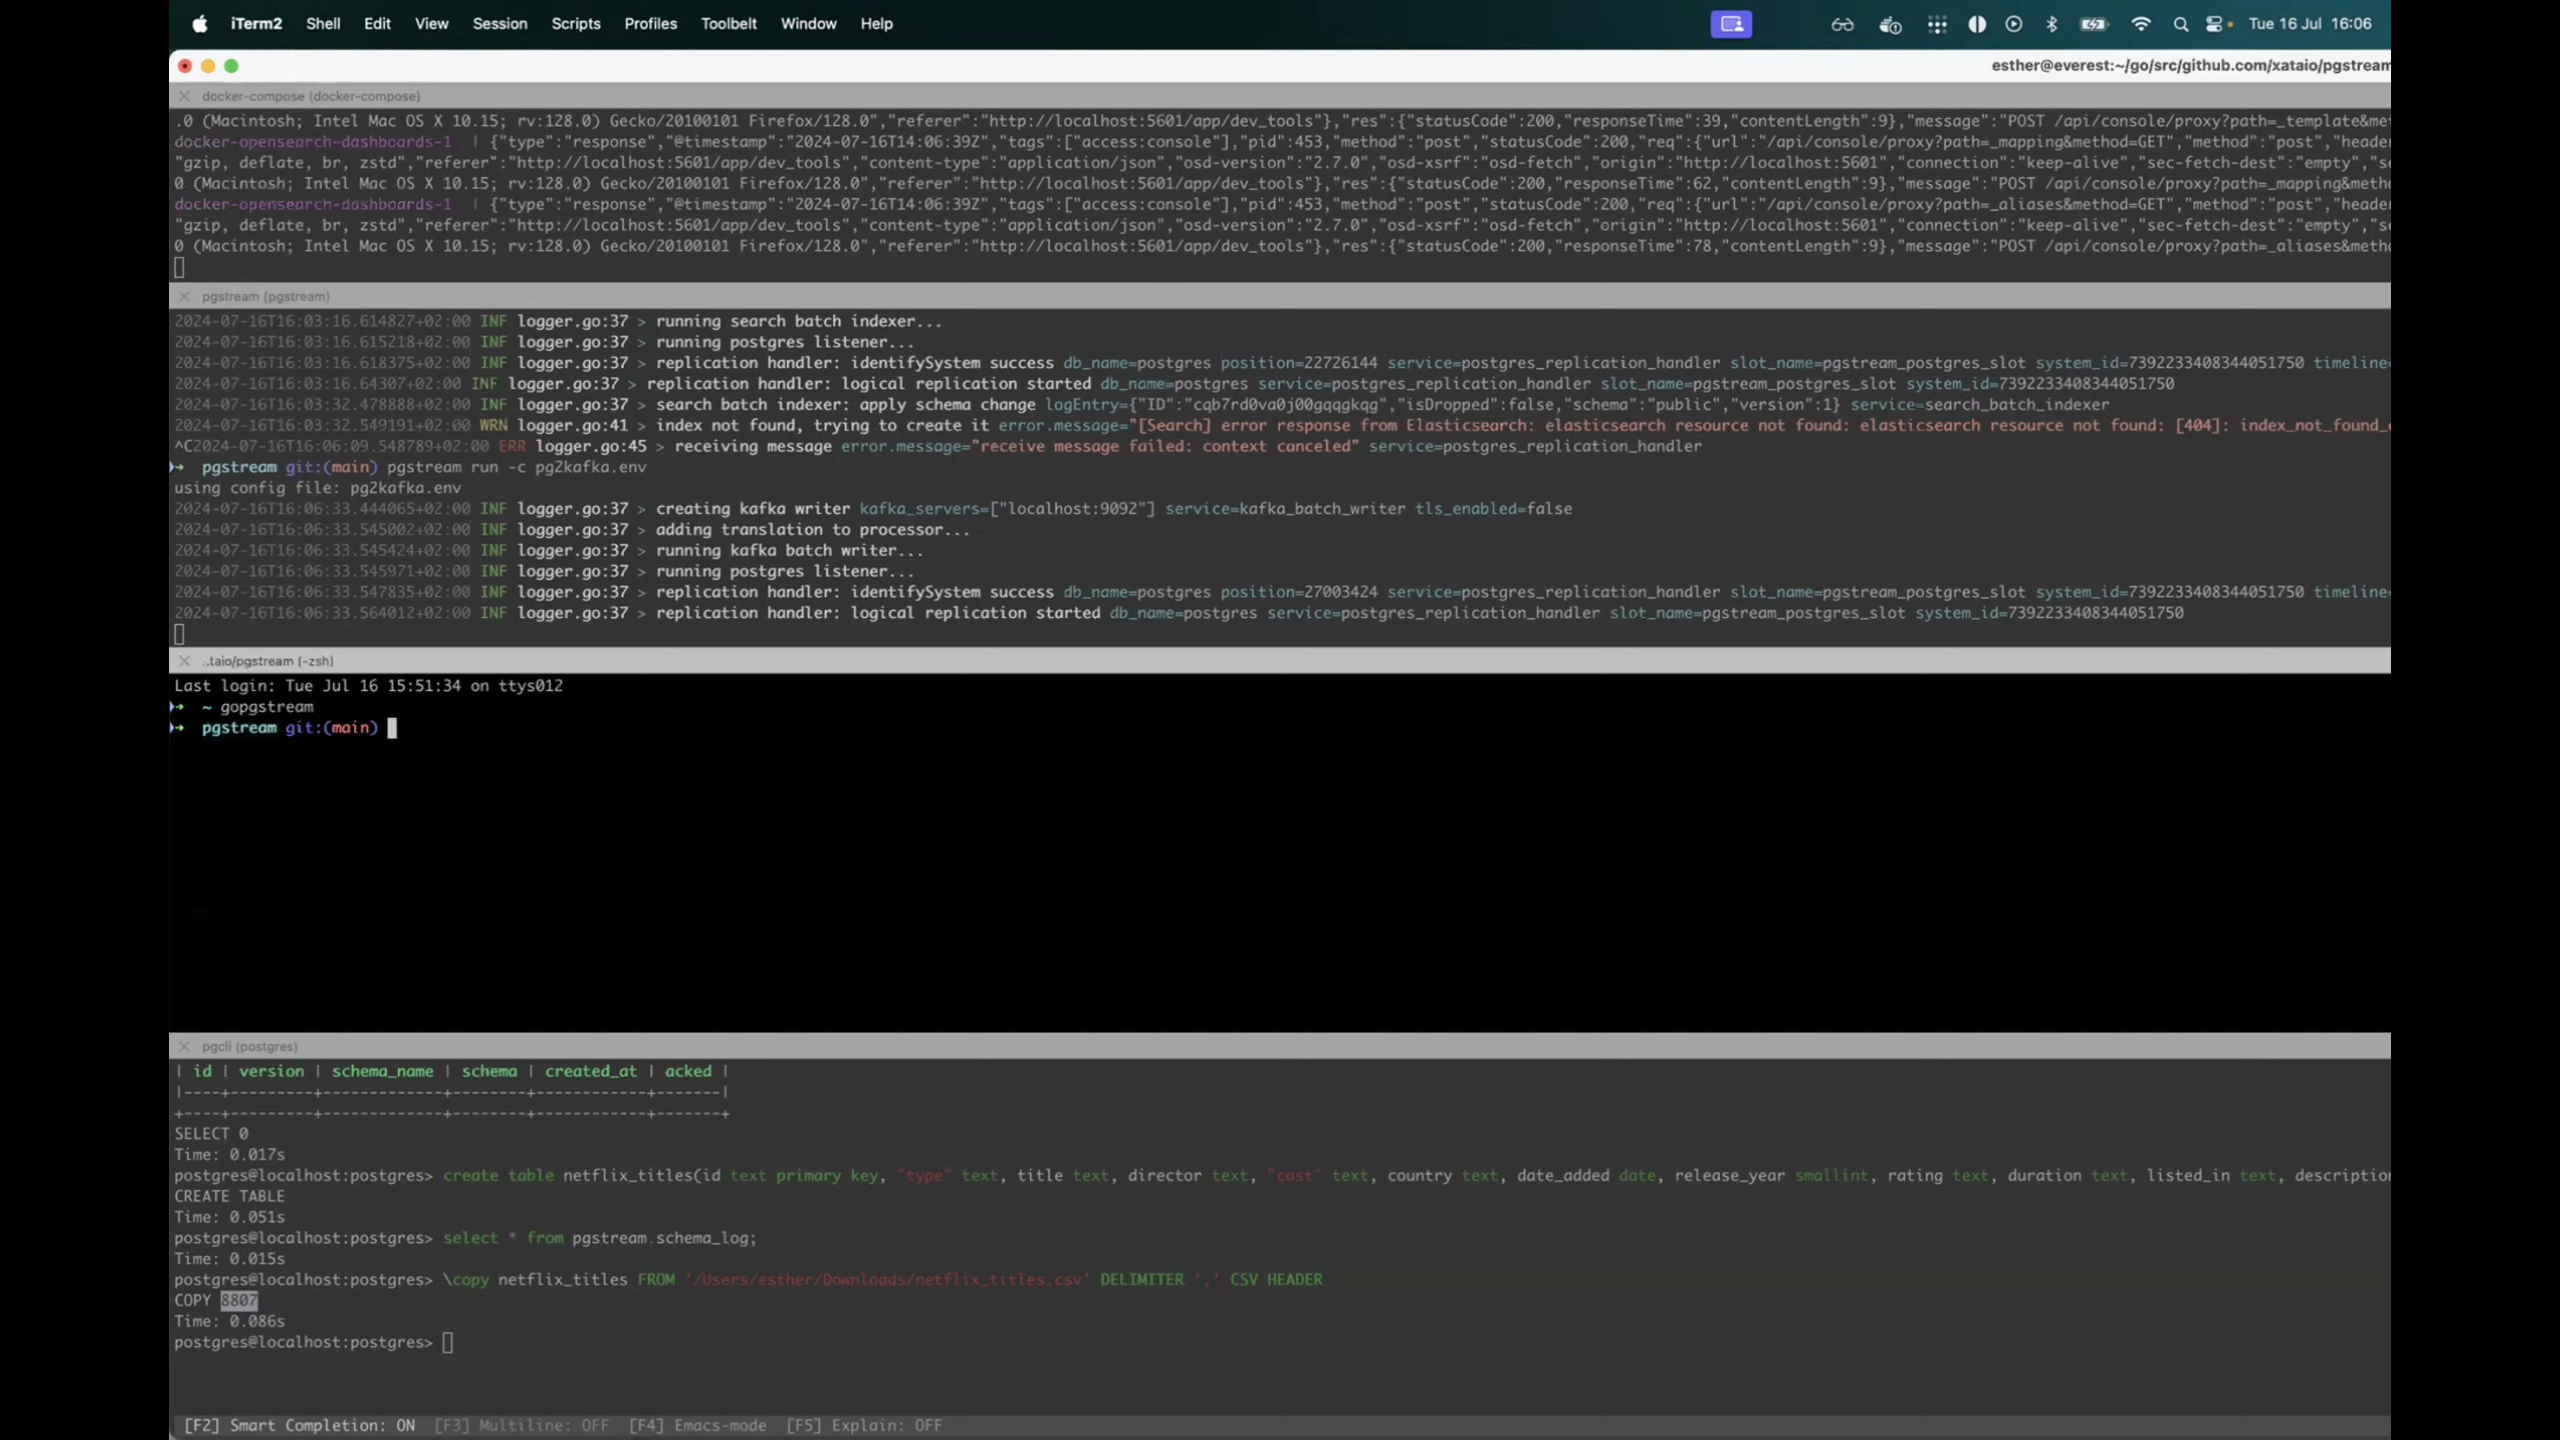 iTerm2 Shell Edit View Session Scripts Profiles Toolbelt Window Help Tue 16 Jul 16:06
esther@everest:~/go/src/github.com/xataio/pgstream
docker-compose (docker-compose)
.0 (Macintosh; Intel Mac OS X 10.15; rv:128.0) Gecko/20100101 Firefox/128.0","referer":"http://localhost:5601/app/dev_tools"},"res":{"statusCode":200,"responseTime":39,"contentLength":9},"message":"POST /api/console/proxy?path=_template&me
docker-opensearch-dashboards-1 | {"type":"response","@timestamp":"2024-07-16T14:06:39Z","tags":["access:console"],"pid":453,"method":"post","statusCode":200,"req":{"url":"/api/console/proxy?path=_mapping&method=GET","method":"post","header
"gzip, deflate, br, zstd","referer":"http://localhost:5601/app/dev_tools","content-type":"application/json","osd-version":"2.7.0","osd-xsrf":"osd-fetch","origin":"http://localhost:5601","connection":"keep-alive","sec-fetch-dest":"empty","se
0 (Macintosh; Intel Mac OS X 10.15; rv:128.0) Gecko/20100101 Firefox/128.0","referer":"http://localhost:5601/app/dev_tools"},"res":{"statusCode":200,"responseTime":62,"contentLength":9},"message":"POST /api/console/proxy?path=_mapping&metho
docker-opensearch-dashboards-1 | {"type":"response","@timestamp":"2024-07-16T14:06:39Z","tags":["access:console"],"pid":453,"method":"post","statusCode":200,"req":{"url":"/api/console/proxy?path=_aliases&method=GET","method":"post","header
"gzip, deflate, br, zstd","referer":"http://localhost:5601/app/dev_tools","content-type":"application/json","osd-version":"2.7.0","osd-xsrf":"osd-fetch","origin":"http://localhost:5601","connection":"keep-alive","sec-fetch-dest":"empty","se
0 (Macintosh; Intel Mac OS X 10.15; rv:128.0) Gecko/20100101 Firefox/128.0","referer":"http://localhost:5601/app/dev_tools"},"res":{"statusCode":200,"responseTime":78,"contentLength":9},"message":"POST /api/console/proxy?path=_aliases&metho
pgstream (pgstream)
2024-07-16T16:03:16.614827+02:00 INF logger.go:37 > running search batch indexer...
2024-07-16T16:03:16.615218+02:00 INF logger.go:37 > running postgres listener...
2024-07-16T16:03:16.618375+02:00 INF logger.go:37 > replication handler: identifySystem success db_name=postgres position=22726144 service=postgres_replication_handler slot_name=pgstream_postgres_slot system_id=7392233408344051750 timeline=
2024-07-16T16:03:16.64307+02:00 INF logger.go:37 > replication handler: logical replication started db_name=postgres service=postgres_replication_handler slot_name=pgstream_postgres_slot system_id=7392233408344051750
2024-07-16T16:03:32.478888+02:00 INF logger.go:37 > search batch indexer: apply schema change logEntry={"ID":"cqb7rd0va0j00gqqgkqg","isDropped":false,"schema":"public","version":1} service=search_batch_indexer
2024-07-16T16:03:32.549191+02:00 WRN logger.go:41 > index not found, trying to create it error.message="[Search] error response from Elasticsearch: elasticsearch resource not found: elasticsearch resource not found: [404]: index_not_found_
^C2024-07-16T16:06:09.548789+02:00 ERR logger.go:45 > receiving message error.message="receive message failed: context canceled" service=postgres_replication_handler
➜ pgstream git:(main) pgstream run -c pg2kafka.env
using config file: pg2kafka.env
2024-07-16T16:06:33.444065+02:00 INF logger.go:37 > creating kafka writer kafka_servers=["localhost:9092"] service=kafka_batch_writer tls_enabled=false
2024-07-16T16:06:33.545002+02:00 INF logger.go:37 > adding translation to processor...
2024-07-16T16:06:33.545424+02:00 INF logger.go:37 > running kafka batch writer...
2024-07-16T16:06:33.545971+02:00 INF logger.go:37 > running postgres listener...
2024-07-16T16:06:33.547835+02:00 INF logger.go:37 > replication handler: identifySystem success db_name=postgres position=27003424 service=postgres_replication_handler slot_name=pgstream_postgres_slot system_id=7392233408344051750 timeline=
2024-07-16T16:06:33.564012+02:00 INF logger.go:37 > replication handler: logical replication started db_name=postgres service=postgres_replication_handler slot_name=pgstream_postgres_slot system_id=7392233408344051750
..taio/pgstream (-zsh)
Last login: Tue Jul 16 15:51:34 on ttys012
➜ ~ gopgstream
➜ pgstream git:(main)
pgcli (postgres)
| id | version | schema_name | schema | created_at | acked |
|----+---------+-------------+--------+------------+-------|
+----+---------+-------------+--------+------------+-------+
SELECT 0
Time: 0.017s
postgres@localhost:postgres> create table netflix_titles(id text primary key, "type" text, title text, director text, "cast" text, country text, date_added date, release_year smallint, rating text, duration text, listed_in text, description
CREATE TABLE
Time: 0.051s
postgres@localhost:postgres> select * from pgstream.schema_log;
Time: 0.015s
postgres@localhost:postgres> \copy netflix_titles FROM '/Users/esther/Downloads/netflix_titles.csv' DELIMITER ',' CSV HEADER
COPY 8807
Time: 0.086s
postgres@localhost:postgres>
[F2] Smart Completion: ON [F3] Multiline: OFF [F4] Emacs-mode [F5] Explain: OFF